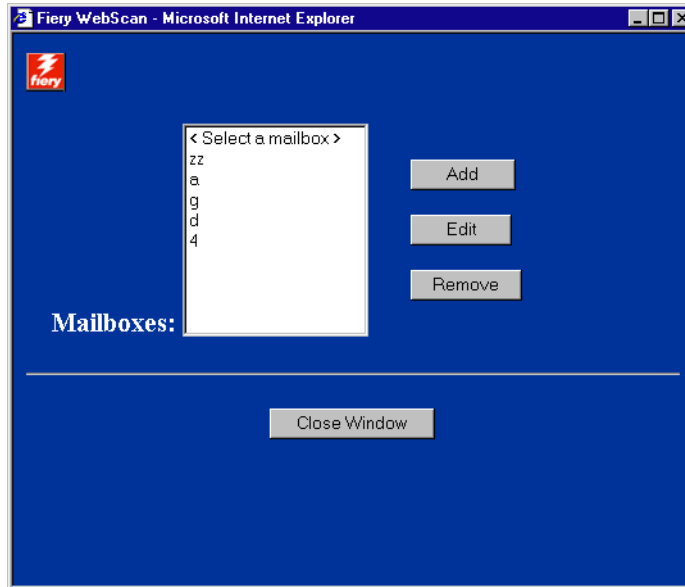 Fiery WebScan - Microsoft Internet Explorer
fiery
< Select a mailbox >
zz
a
g
d
4
Add
Edit
Remove
Mailboxes:
Close Window